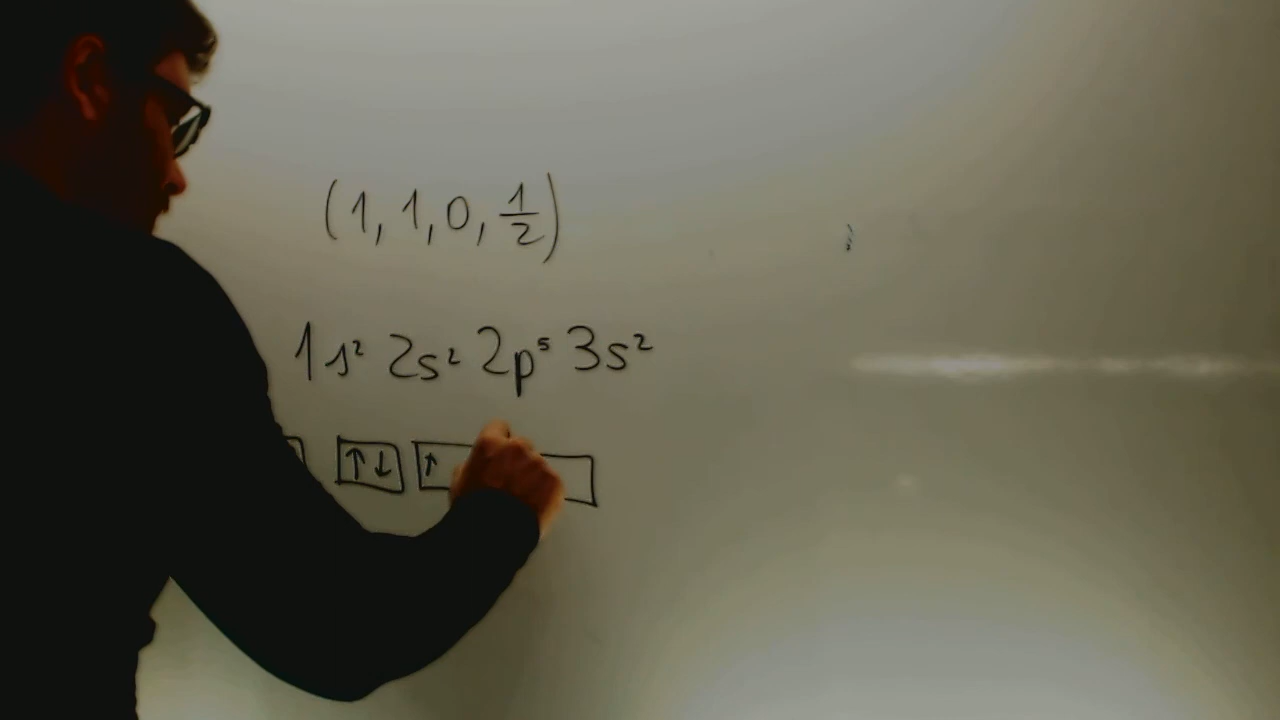 (1, 1, 0, 1/2)
1s² 2s² 2p⁵ 3s²
↑↓ ↑